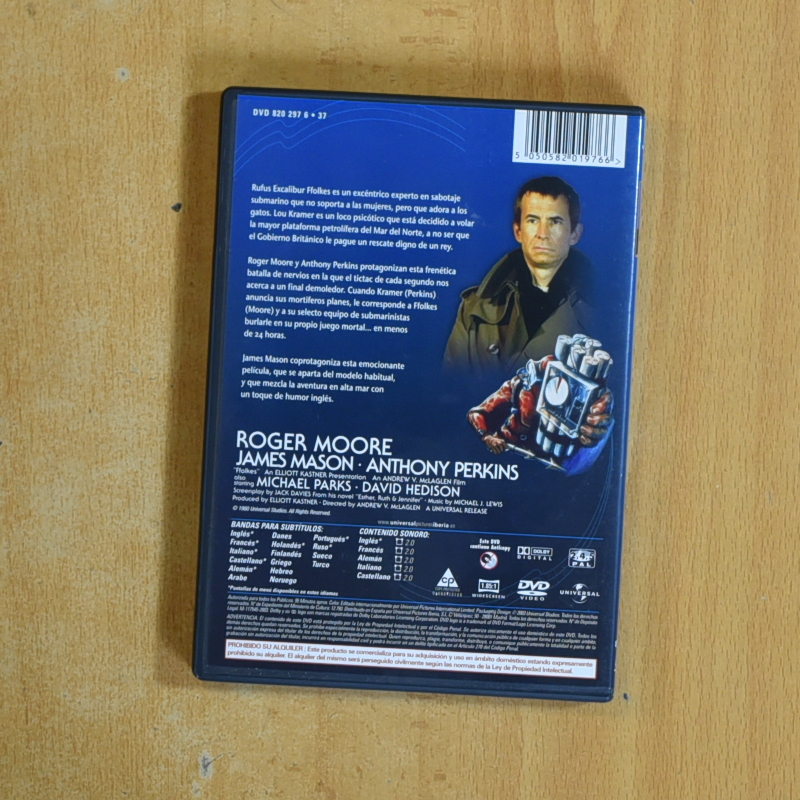 DVD 820 297 6 • 37
5 050582 019766 >
Rufus Excalibur Ffolkes es un excéntrico experto en sabotaje
submarino que no soporta a las mujeres, pero que adora a los
gatos. Lou Kramer es un loco psicótico que está decidido a volar
la mayor plataforma petrolífera del Mar del Norte, a no ser que
el Gobierno Británico le pague un rescate digno de un rey.
Roger Moore y Anthony Perkins protagonizan esta frenética
batalla de nervios en la que el tictac de cada segundo nos
acerca a un final demoledor. Cuando Kramer (Perkins)
anuncia sus mortíferos planes, le corresponde a Ffolkes
(Moore) y a su selecto equipo de submarinistas
burlarle en su propio juego mortal... en menos
de 24 horas.
James Mason coprotagoniza esta emocionante
película, que se aparta del modelo habitual,
y que mezcla la aventura en alta mar con
un toque de humor inglés.
ROGER MOORE
JAMES MASON · ANTHONY PERKINS
"Ffolkes" An ELLIOTT KASTNER Presentation An ANDREW V. McLAGLEN Film
also starring MICHAEL PARKS · DAVID HEDISON
Screenplay by JACK DAVIES From his novel "Esther, Ruth & Jennifer" · Music by MICHAEL J. LEWIS
Produced by ELLIOTT KASTNER · Directed by ANDREW V. McLAGLEN A UNIVERSAL RELEASE
© 1980 Universal Studios. All Rights Reserved.
www.universalpicturesiberia.es
BANDAS PARA SUBTÍTULOS:
Inglés* Danes Portugués*
Francés* Holandés* Ruso*
Italiano* Finlandés Sueco
Castellano* Griego Turco
Alemán* Hebreo
Arabe Noruego
*Pantallas de menú disponibles en estos idiomas
CONTENIDO SONORO:
Inglés* 2.0
Francés 2.0
Alemán 2.0
Italiano 2.0
Castellano 2.0
Este DVD
contiene Anticopy
DOLBY
DIGITAL
PAL
CP
1.85:1
WIDESCREEN
DVD
VIDEO
UNIVERSAL
PROHIBIDO SU ALQUILER: Este producto se comercializa para su adquisición y uso en ámbito doméstico estando expresamente
prohibido su alquiler. El alquiler del mismo será perseguido civilmente según las normas de la Ley de Propiedad Intelectual.